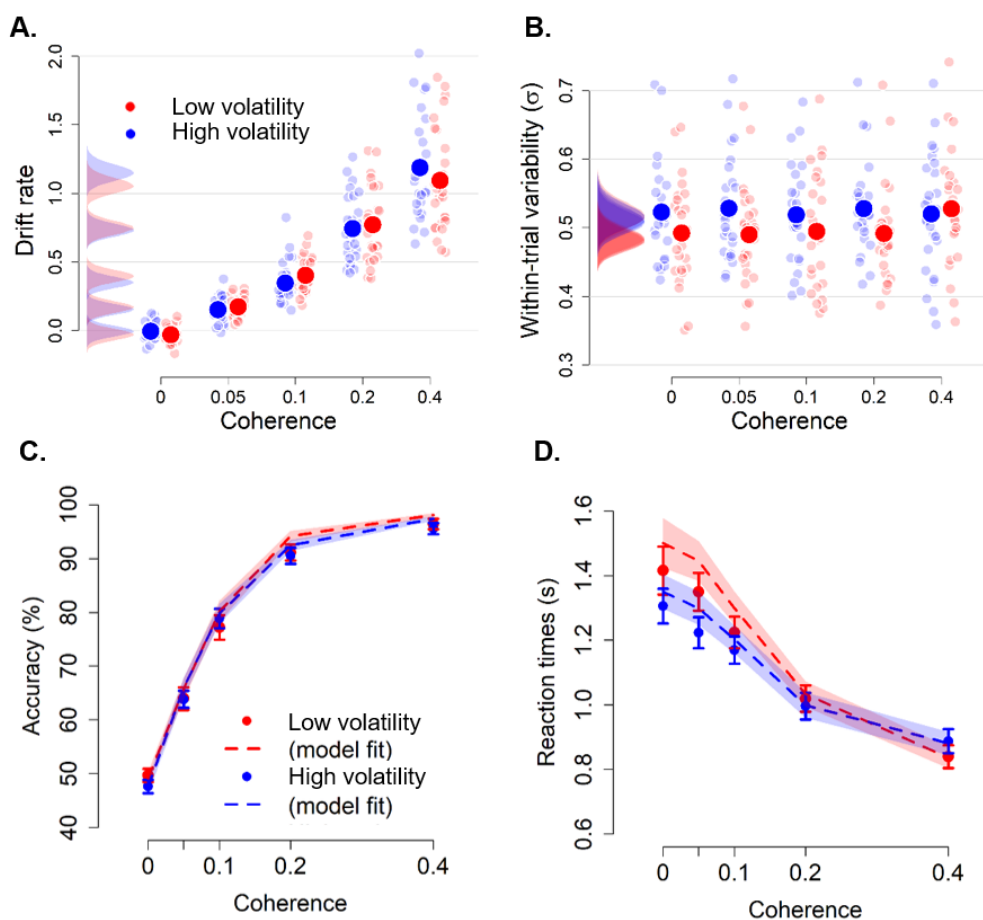 A.
Drift rate
2.0
1.5
1.0
0.5
0.0
Low volatility
High volatility
0 0.05 0.1 0.2 0.4
Coherence
B.
Within-trial variability (σ)
0.7
0.6
0.5
0.4
0.3
0 0.05 0.1 0.2 0.4
Coherence
C.
Accuracy (%)
100
90
80
70
60
50
40
Low volatility
(model fit)
High volatility
(model fit)
0 0.1 0.2 0.4
Coherence
D.
Reaction times (s)
1.6
1.4
1.2
1.0
0.8
0.6
0 0.1 0.2 0.4
Coherence